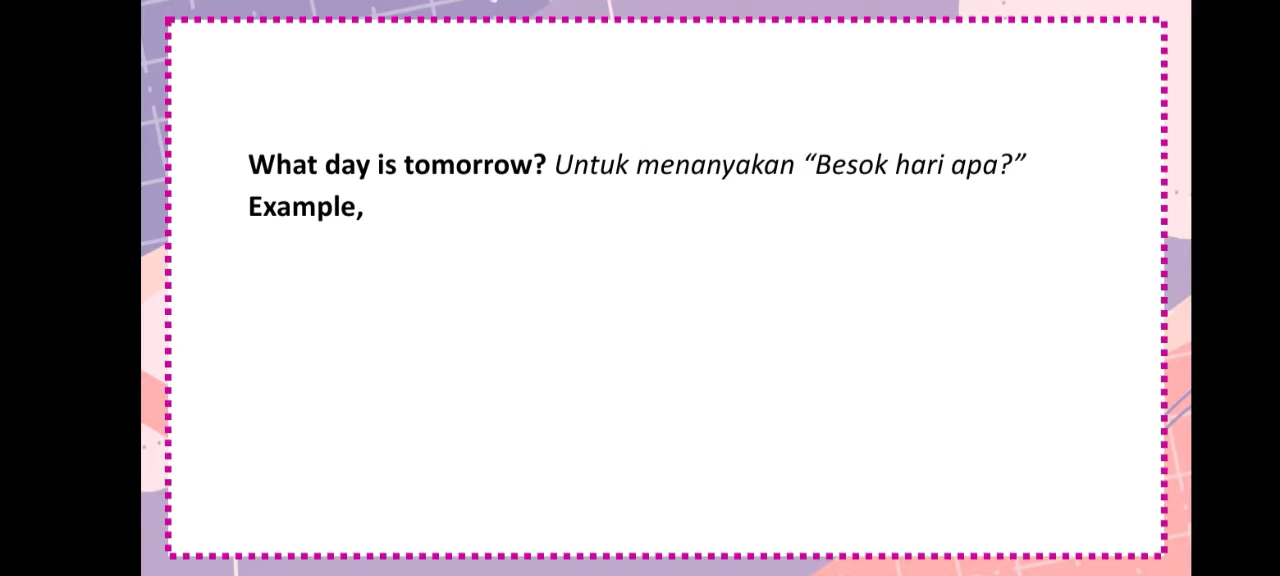 What day is tomorrow? Untuk menanyakan “Besok hari apa?”
Example,